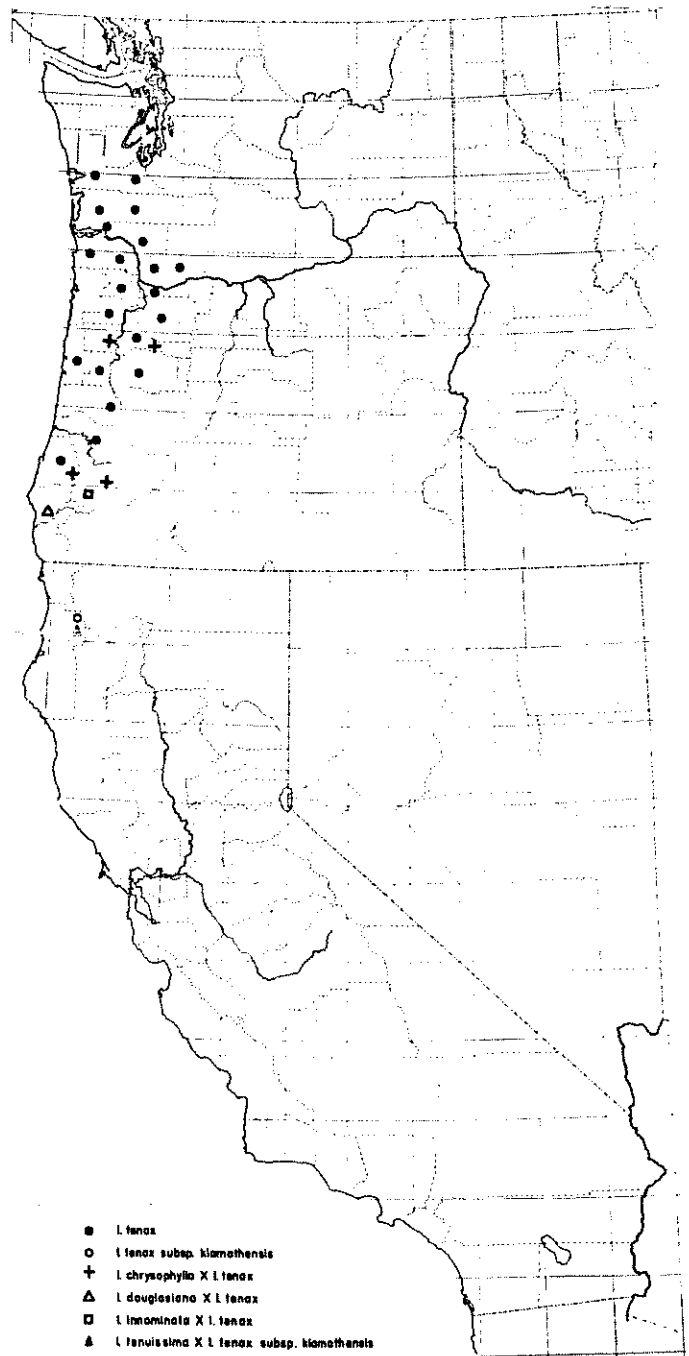 I. tenax
I. tenax subsp. klamathensis
I. chrysophylla X I. tenax
I. douglasiana X I. tenax
I. innominata X I. tenax
I. tenuissima X I. tenax subsp. klamathensis